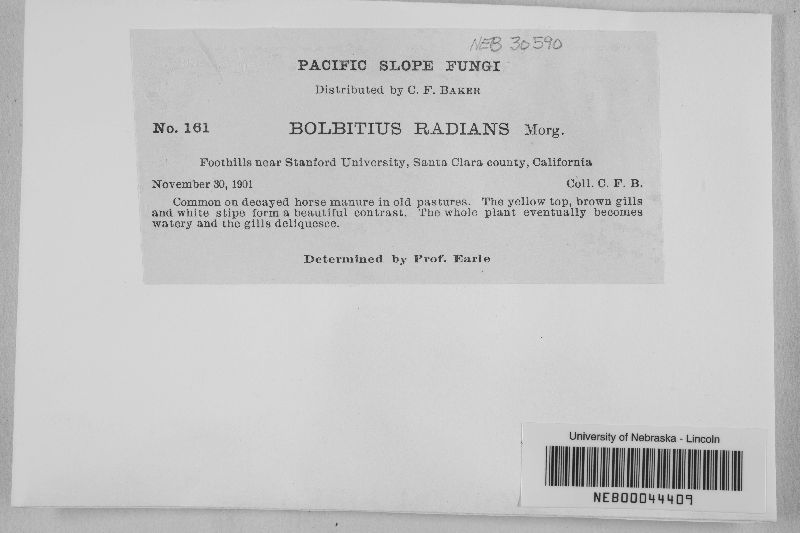 NEB 30590
PACIFIC SLOPE FUNGI
Distributed by C. F. BAKER
No. 161 BOLBITIUS RADIANS Morg.
Foothills near Stanford University, Santa Clara county, California
November 30, 1901 Coll. C. F. B.
Common on decayed horse manure in old pastures. The yellow top, brown gills
and white stipe form a beautiful contrast. The whole plant eventually becomes
watery and the gills deliquesce.
Determined by Prof. Earle
University of Nebraska - Lincoln
NEB00044409